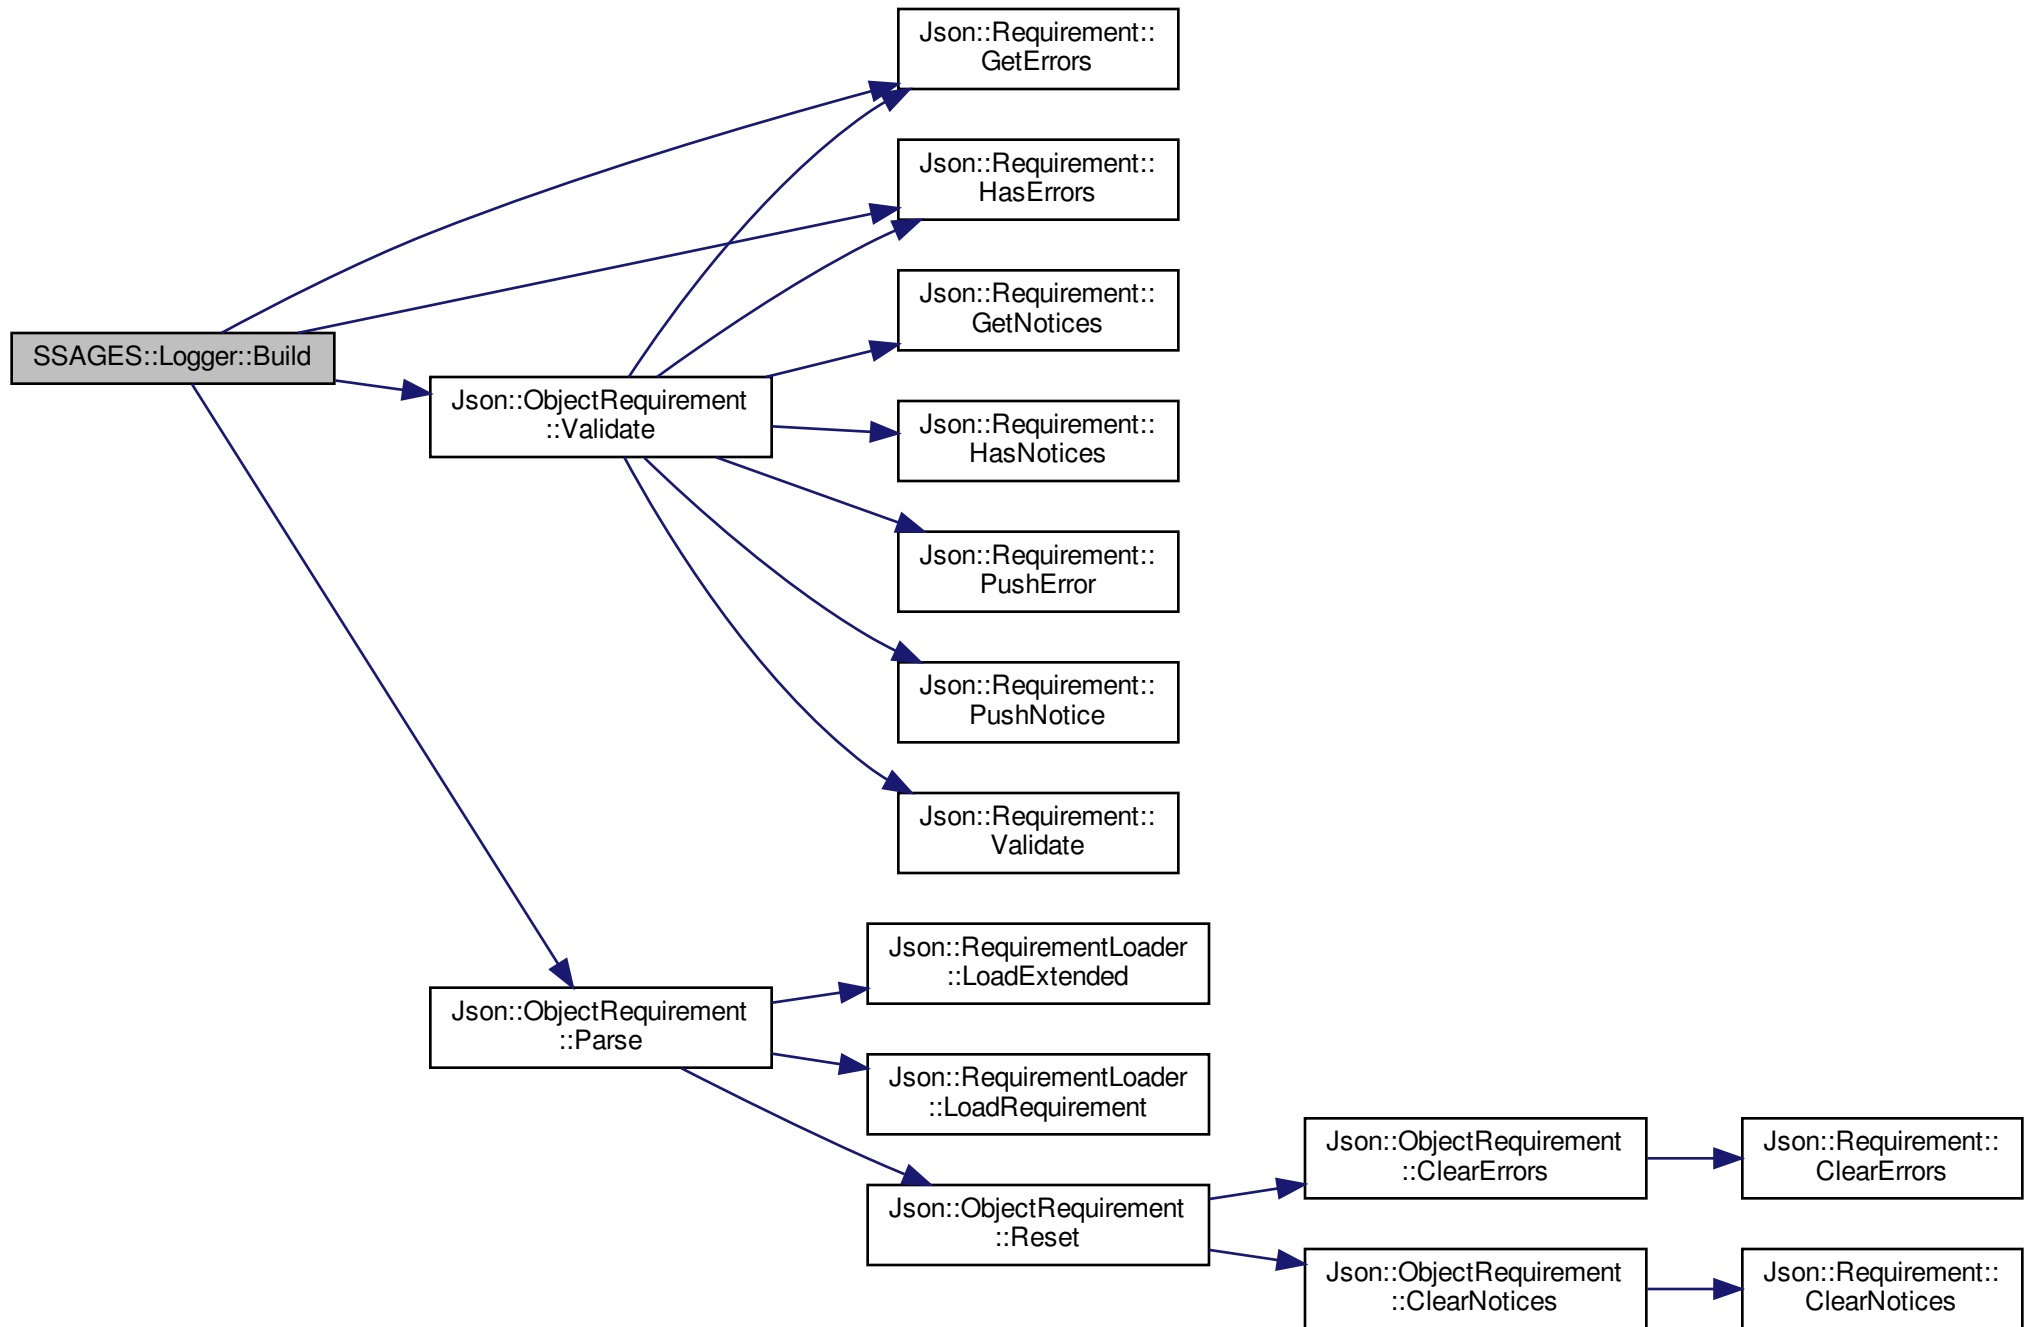 Json::Requirement::
GetErrors
Json::Requirement::
HasErrors
Json::Requirement::
GetNotices
SSAGES::Logger::Build
Json::ObjectRequirement
::Validate
Json::Requirement::
HasNotices
Json::Requirement::
PushError
Json::Requirement::
PushNotice
Json::Requirement::
Validate
Json::RequirementLoader
::LoadExtended
Json::ObjectRequirement
::Parse
Json::RequirementLoader
::LoadRequirement
Json::ObjectRequirement
::Reset
Json::ObjectRequirement
::ClearErrors
Json::Requirement::
ClearErrors
Json::ObjectRequirement
::ClearNotices
Json::Requirement::
ClearNotices